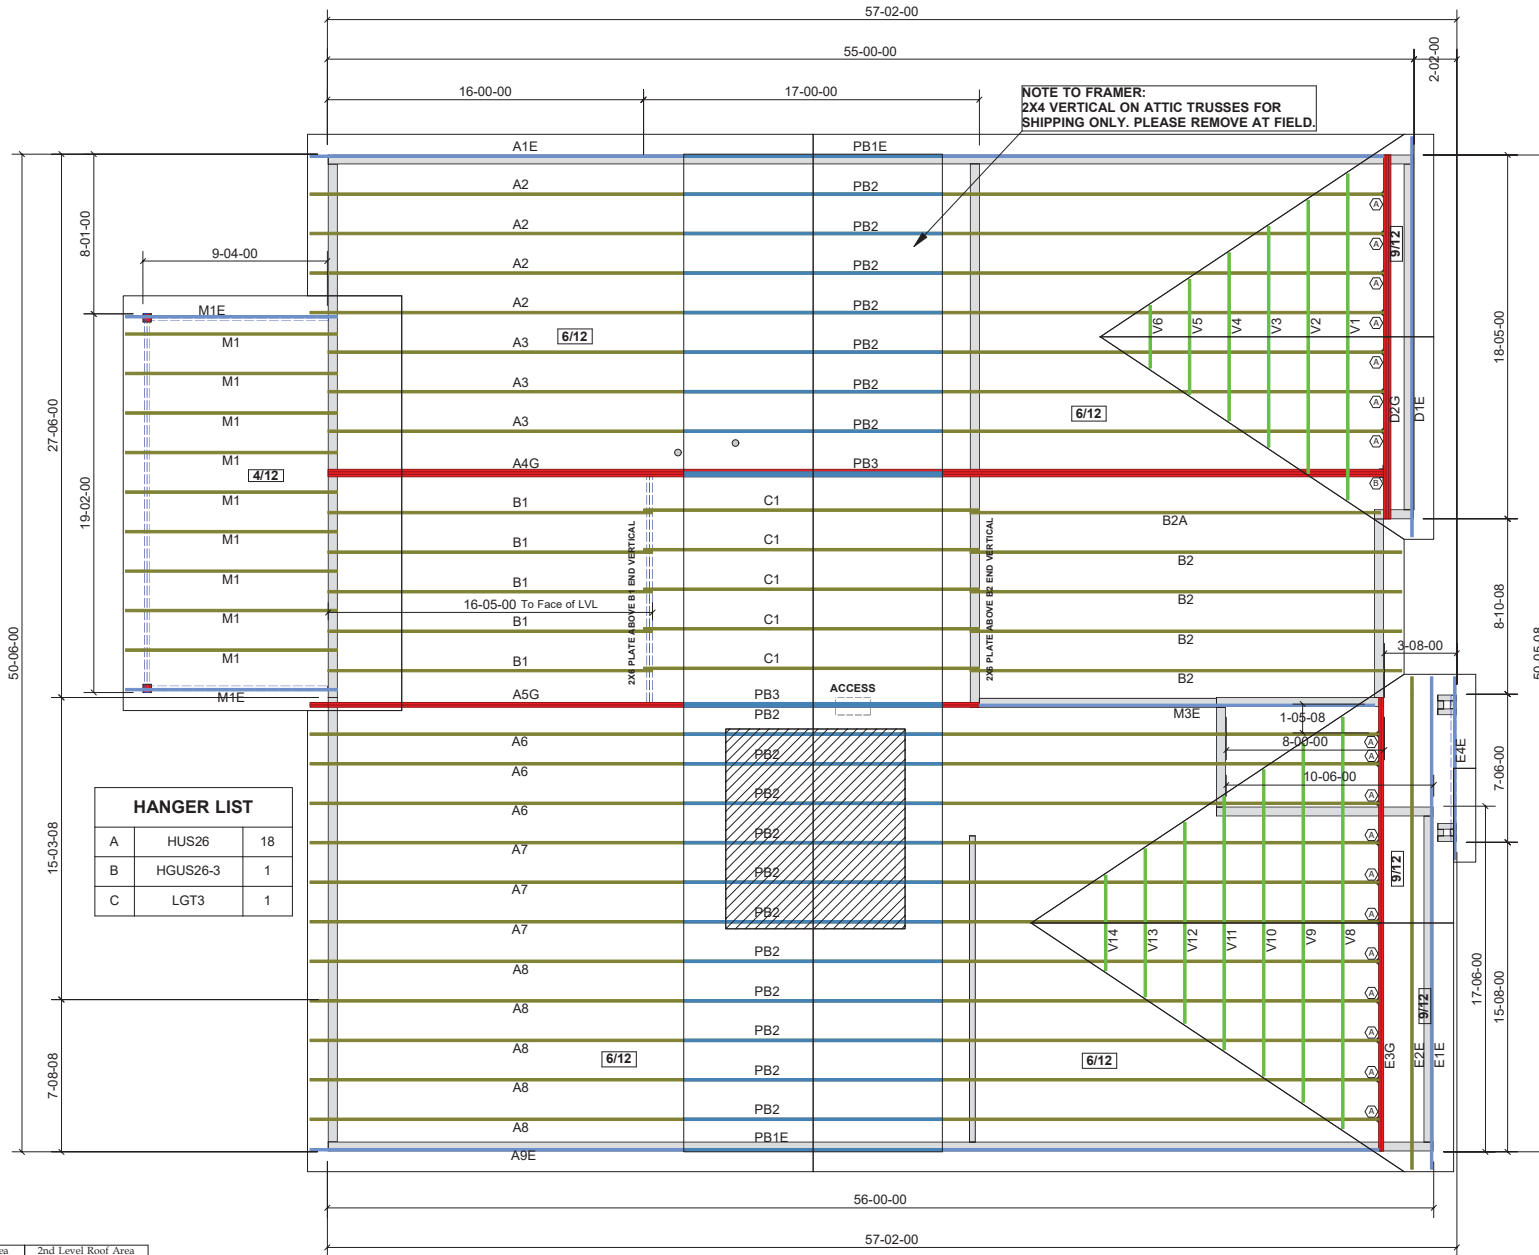 57-02-00
55-00-00
2-02-00
16-00-00
17-00-00
NOTE TO FRAMER:
2X4 VERTICAL ON ATTIC TRUSSES FOR
SHIPPING ONLY. PLEASE REMOVE AT FIELD.
A1E
PB1E
A2
PB2
A
A2
PB2
A
9/12
8-01-00
9-04-00
A2
PB2
A
M1E
A2
PB2
A
V6
V5
V4
V3
V2
V1
18-05-00
M1
6/12
A3
PB2
A
M1
A3
PB2
A
D2G
D1E
27-06-00
M1
A3
PB2
6/12
A
M1
4/12
A4G
PB3
A
B
M1
B1
C1
B2A
19-02-00
M1
B1
C1
B2
2X6 PLATE ABOVE B1 END VERTICAL
2X6 PLATE ABOVE B2 END VERTICAL
M1
B1
C1
B2
8-10-08
16-05-00 To Face of LVL
M1
B1
C1
B2
50-06-00
50-05-08
3-08-00
M1
B1
C1
B2
M1E
A5G
PB3
ACCESS
M3E
1-05-08
PB2
A6
8-00-00
A
E4E
7-06-00
PB2
A6
A
10-06-00
HANGER LIST
A HUS26 18
B HGUS26-3 1
C LGT3 1
PB2
A6
A
15-03-08
PB2
A7
A
9/12
PB2
A7
A
PB2
A7
A
V14
V13
V12
V11
V10
V9
V8
PB2
A8
A
17-06-00
15-08-00
PB2
A8
A
9/12
PB2
A8
A
E3G
E2E
E1E
6/12
6/12
7-08-08
PB2
A8
A
PB2
A8
A
PB1E
A9E
56-00-00
57-02-00
ea
2nd Level Roof Area